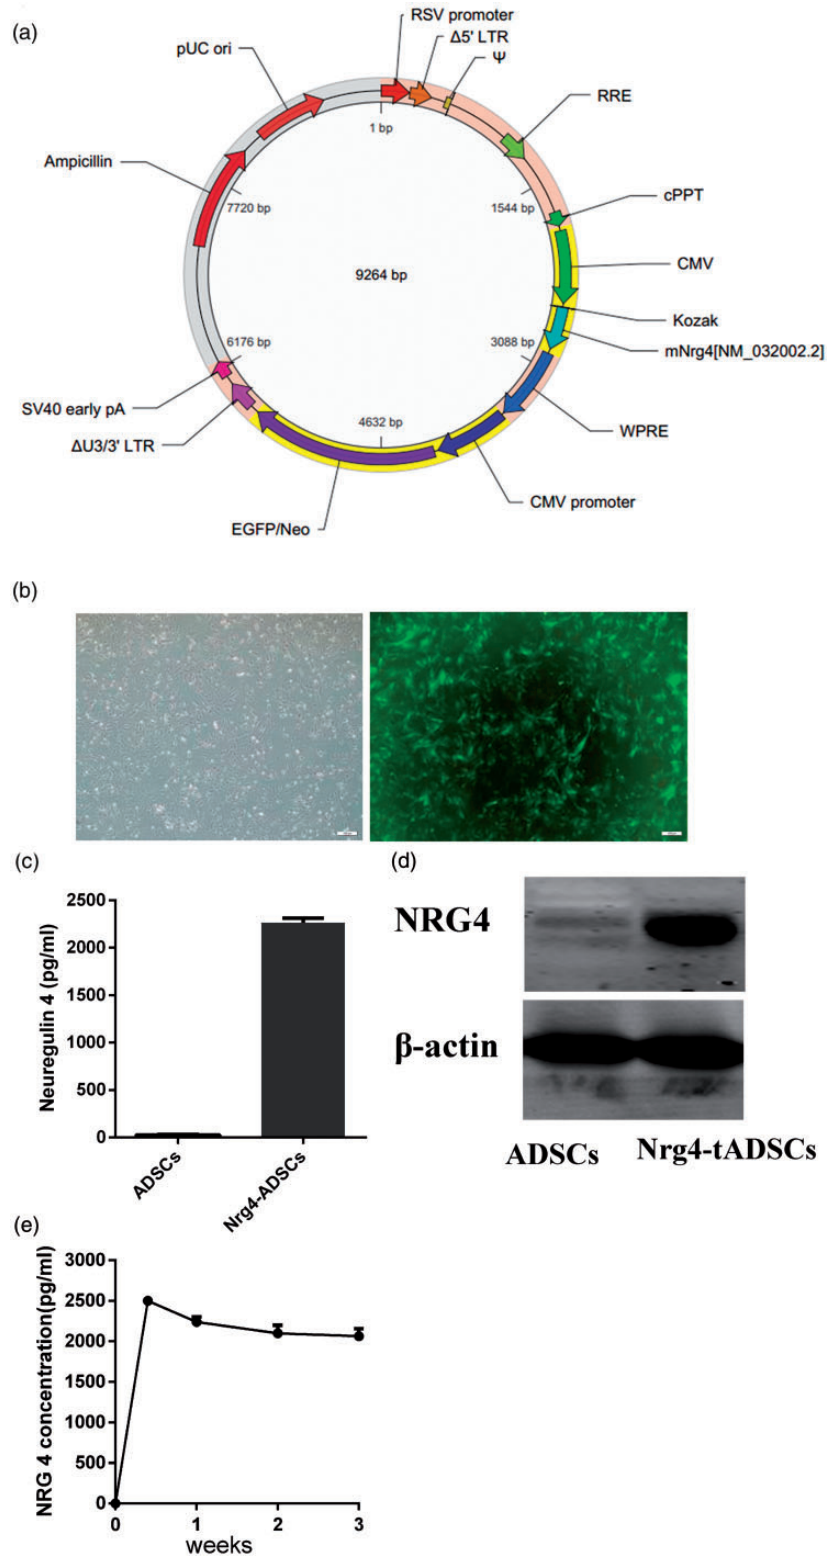 (a)
RSV promoter
Δ5' LTR
Ψ
pUC ori
RRE
1 bp
Ampicillin
7720 bp
1544 bp
cPPT
9264 bp
CMV
Kozak
6176 bp
3088 bp
mNrg4[NM_032002.2]
SV40 early pA
4632 bp
WPRE
ΔU3/3' LTR
CMV promoter
EGFP/Neo
(b)
(c)
Neuregulin 4 (pg/ml)
2500
2000
1500
1000
500
0
ADSCs
Nrg4-ADSCs
(d)
NRG4
β-actin
ADSCs Nrg4-tADSCs
(e)
NRG 4 concentration(pg/ml)
3000
2500
2000
1500
1000
500
0
0 1 2 3
weeks